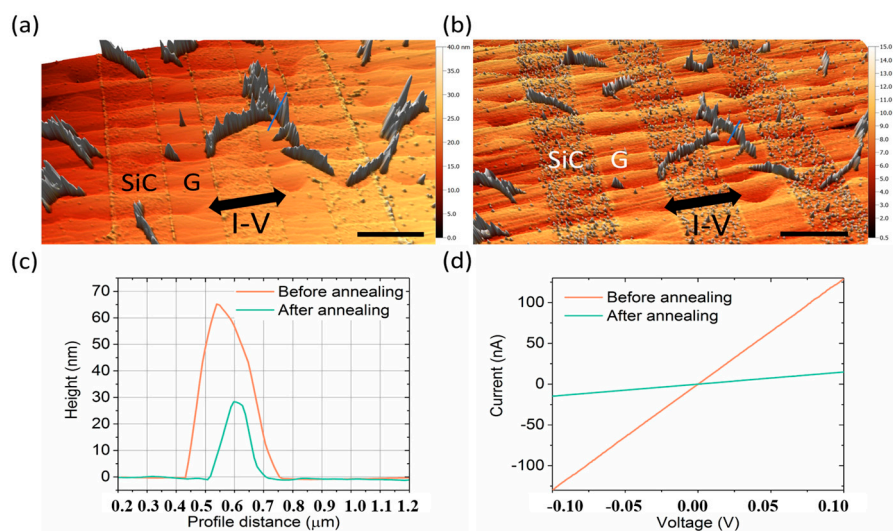 (a)
40.0 nm
35.0
30.0
25.0
20.0
15.0
10.0
5.0
0.0
SiC G
I-V
(b)
15.0 nm
14.0
13.0
12.0
11.0
10.0
9.0
8.0
7.0
6.0
5.0
4.0
3.0
2.0
0.5
SiC G
I-V
(c)
Before annealing
After annealing
Height (nm)
70
60
50
40
30
20
10
0
0.2 0.3 0.4 0.5 0.6 0.7 0.8 0.9 1.0 1.1 1.2
Profile distance (μm)
(d)
Before annealing
After annealing
Current (nA)
100
50
0
-50
-100
-0.10 -0.05 0.00 0.05 0.10
Voltage (V)